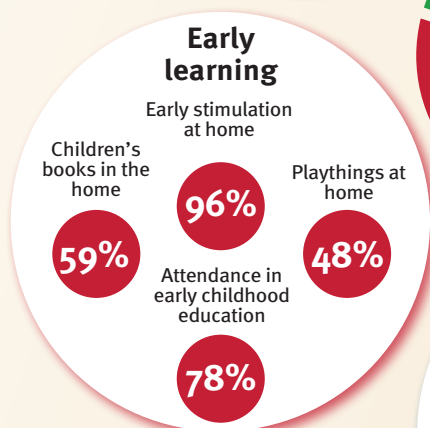 Early
learning
Early stimulation
at home
96%
Children’s
books in the
home
59%
Playthings at
home
48%
Attendance in
early childhood
education
78%